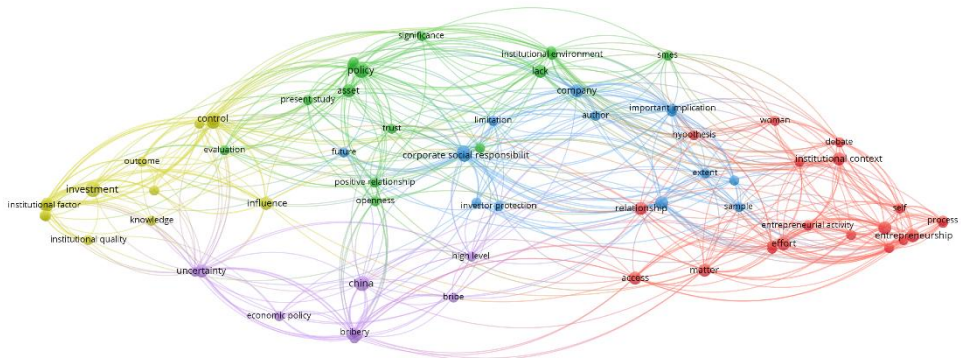 significance
institutional environment
smes
policy
lack
asset
company
present study
important implication
control
limitation
author
woman
trust
hypothesis
debate
evaluation
future
corporate social responsibilit
institutional context
outcome
extent
positive relationship
investment
openness
influence
investor protection
relationship
sample
self
institutional factor
knowledge
entrepreneurial activity
process
institutional quality
entrepreneurship
effort
high level
uncertainty
mattor
access
china
bribe
economic policy
bribery